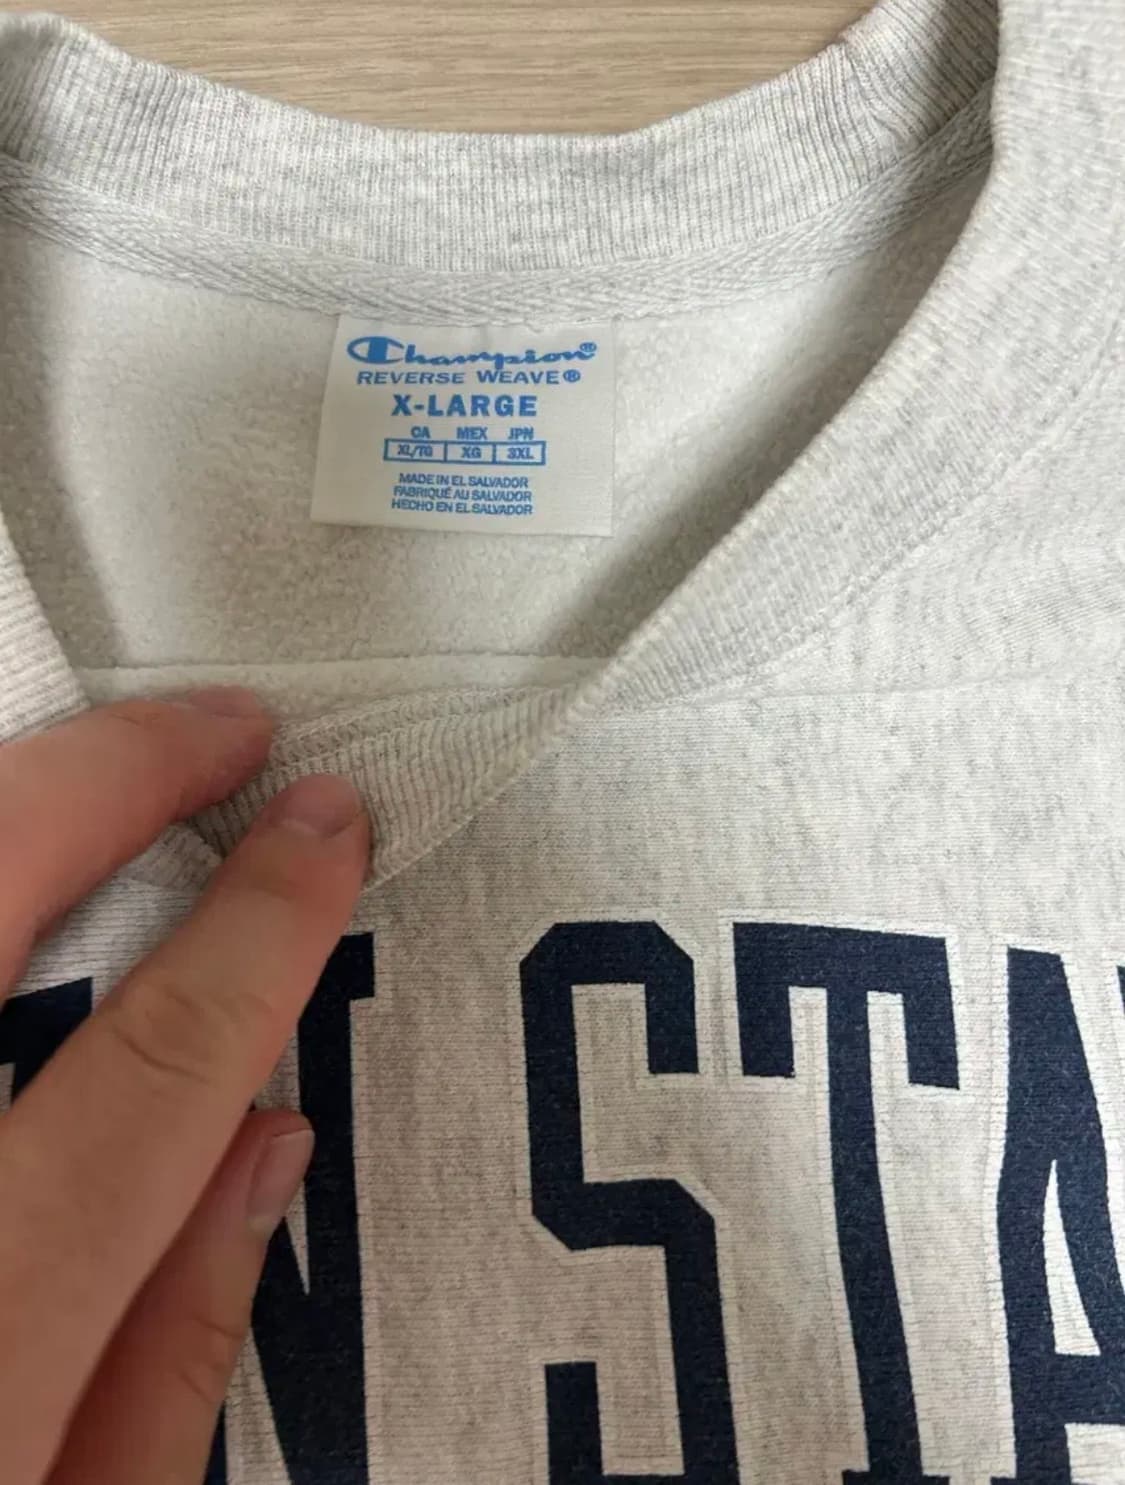 Champion®
REVERSE WEAVE®
X-LARGE
CA MEX JPN
XL/TG XG 3XL
MADE IN EL SALVADOR
FABRIQUÉ AU SALVADOR
HECHO EN EL SALVADOR
N STA